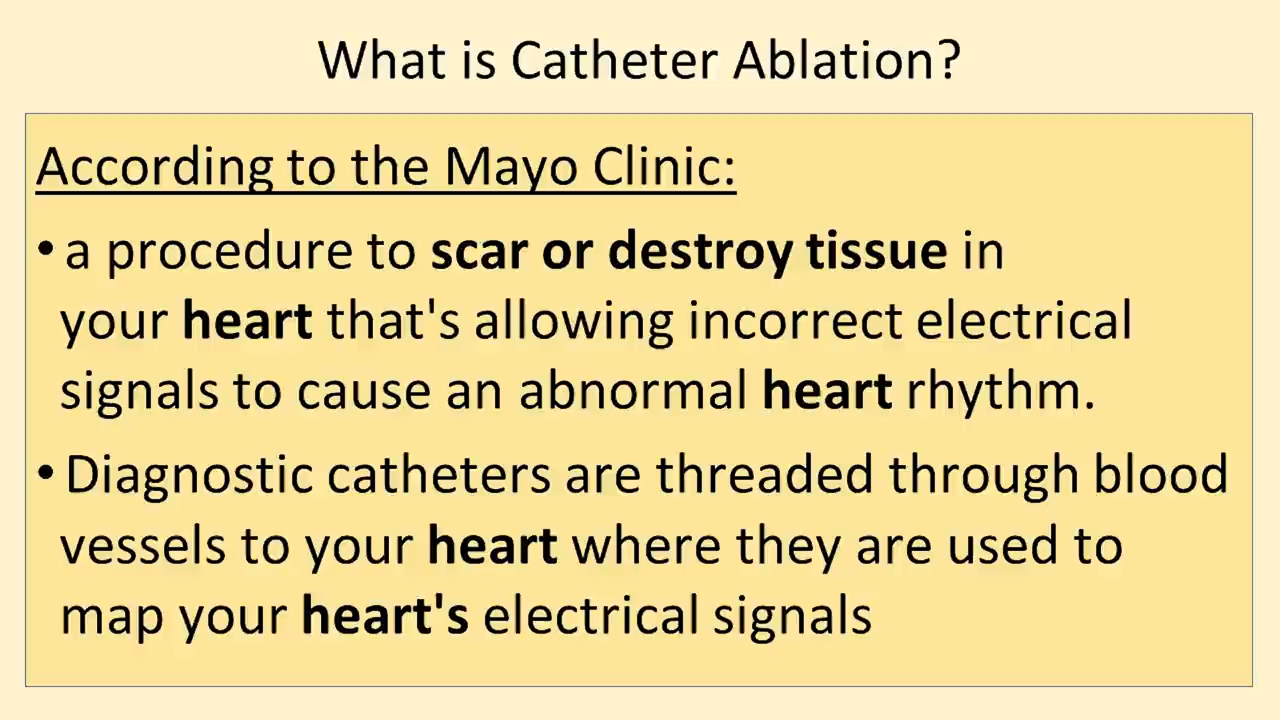 What is Catheter Ablation?
According to the Mayo Clinic:
• a procedure to scar or destroy tissue in
your heart that's allowing incorrect electrical
signals to cause an abnormal heart rhythm.
• Diagnostic catheters are threaded through blood
vessels to your heart where they are used to
map your heart's electrical signals